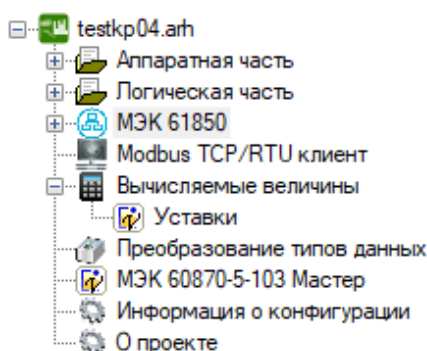 testkp04.arh
Аппаратная часть
Логическая часть
МЭК 61850
Modbus TCP/RTU клиент
Вычисляемые величины
Уставки
Преобразование типов данных
МЭК 60870-5-103 Мастер
Информация о конфигурации
О проекте